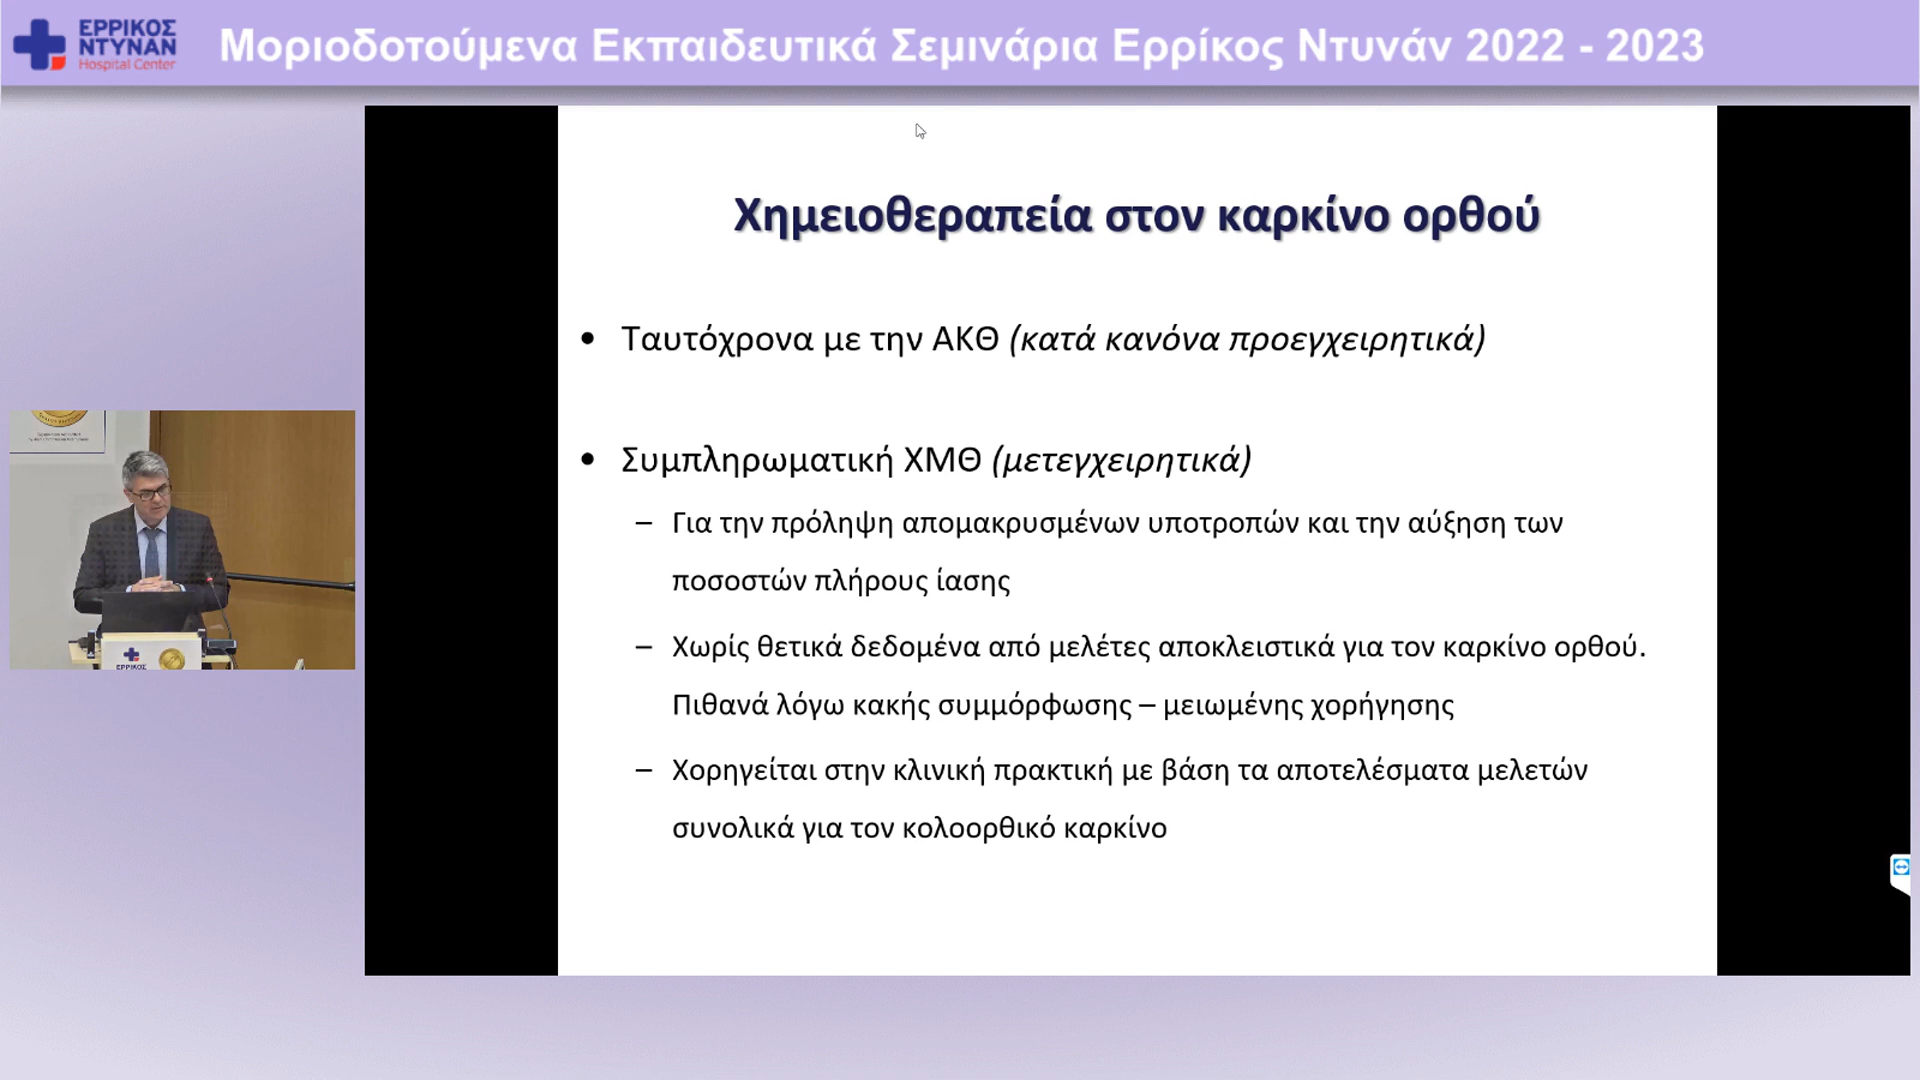 ΕΡΡΙΚΟΣ
ΝΤΥΝΑΝ
Hospital Center
Μοριοδοτούμενα Εκπαιδευτικά Σεμινάρια Ερρίκος Ντυνάν 2022 - 2023
Χημειοθεραπεία στον καρκίνο ορθού
• Ταυτόχρονα με την ΑΚΘ (κατά κανόνα προεγχειρητικά)
• Συμπληρωματική ΧΜΘ (μετεγχειρητικά)
– Για την πρόληψη απομακρυσμένων υποτροπών και την αύξηση των
ποσοστών πλήρους ίασης
– Χωρίς θετικά δεδομένα από μελέτες αποκλειστικά για τον καρκίνο ορθού.
Πιθανά λόγω κακής συμμόρφωσης – μειωμένης χορήγησης
– Χορηγείται στην κλινική πρακτική με βάση τα αποτελέσματα μελετών
συνολικά για τον κολοορθικό καρκίνο
ΕΡΡΙΚΟΣ